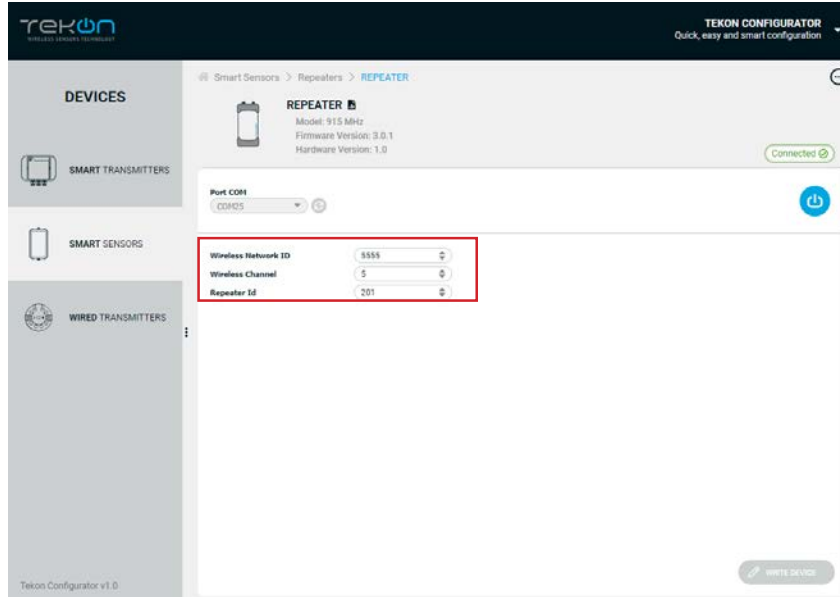 TEKON
WIRELESS SENSORS TECHNOLOGY
TEKON CONFIGURATOR
Quick, easy and smart configuration
DEVICES
SMART TRANSMITTERS
SMART SENSORS
WIRED TRANSMITTERS
Tekon Configurator v1.0
Smart Sensors > Repeaters > REPEATER
REPEATER
Model: 915 MHz
Firmware Version: 3.0.1
Hardware Version: 1.0
Connected
Port COM
COM25
Wireless Network ID 5555
Wireless Channel 5
Repeater Id 201
WRITE DEVICE